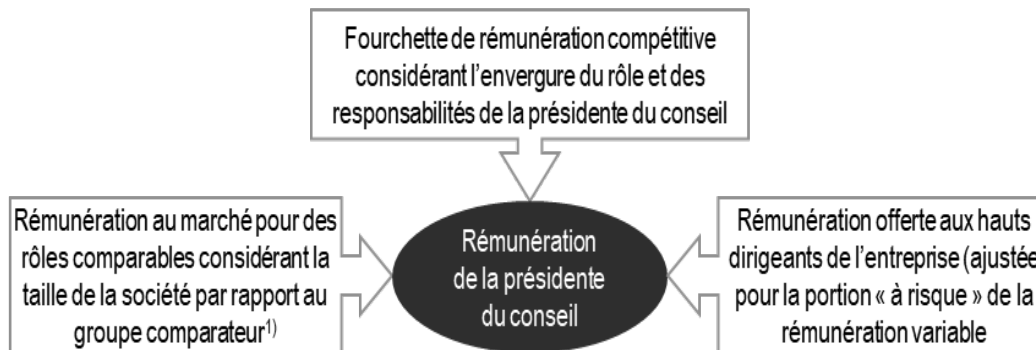 Fourchette de rémunération compétitive
considérant l’envergure du rôle et des
responsabilités de la présidente du conseil
Rémunération au marché pour des
rôles comparables considérant la
taille de la société par rapport au
groupe comparateur1)
Rémunération
de la présidente
du conseil
Rémunération offerte aux hauts
dirigeants de l’entreprise (ajustée
pour la portion « à risque » de la
rémunération variable